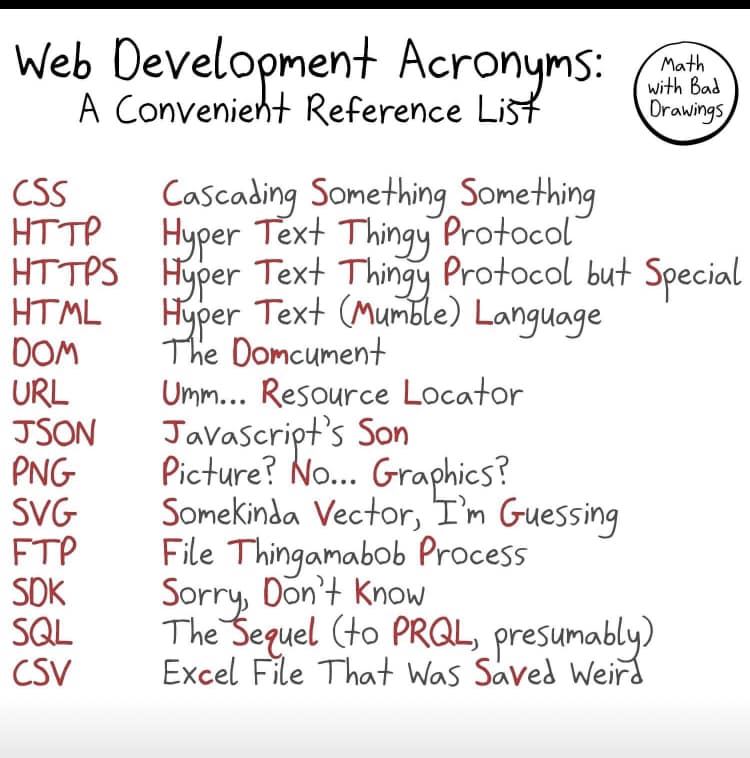 Web Development Acronyms:
A Convenient Reference List
Math
with Bad
Drawings
CSS Cascading Something Something
HTTP Hyper Text Thingy Protocol
HTTPS Hyper Text Thingy Protocol but Special
HTML Hyper Text (Mumble) Language
DOM The Domcument
URL Umm... Resource Locator
JSON Javascript's Son
PNG Picture? No... Graphics?
SVG Somekinda Vector, I'm Guessing
FTP File Thingamabob Process
SDK Sorry, Don't Know
SQL The Sequel (to PRQL, presumably)
CSV Excel File That Was Saved Weird